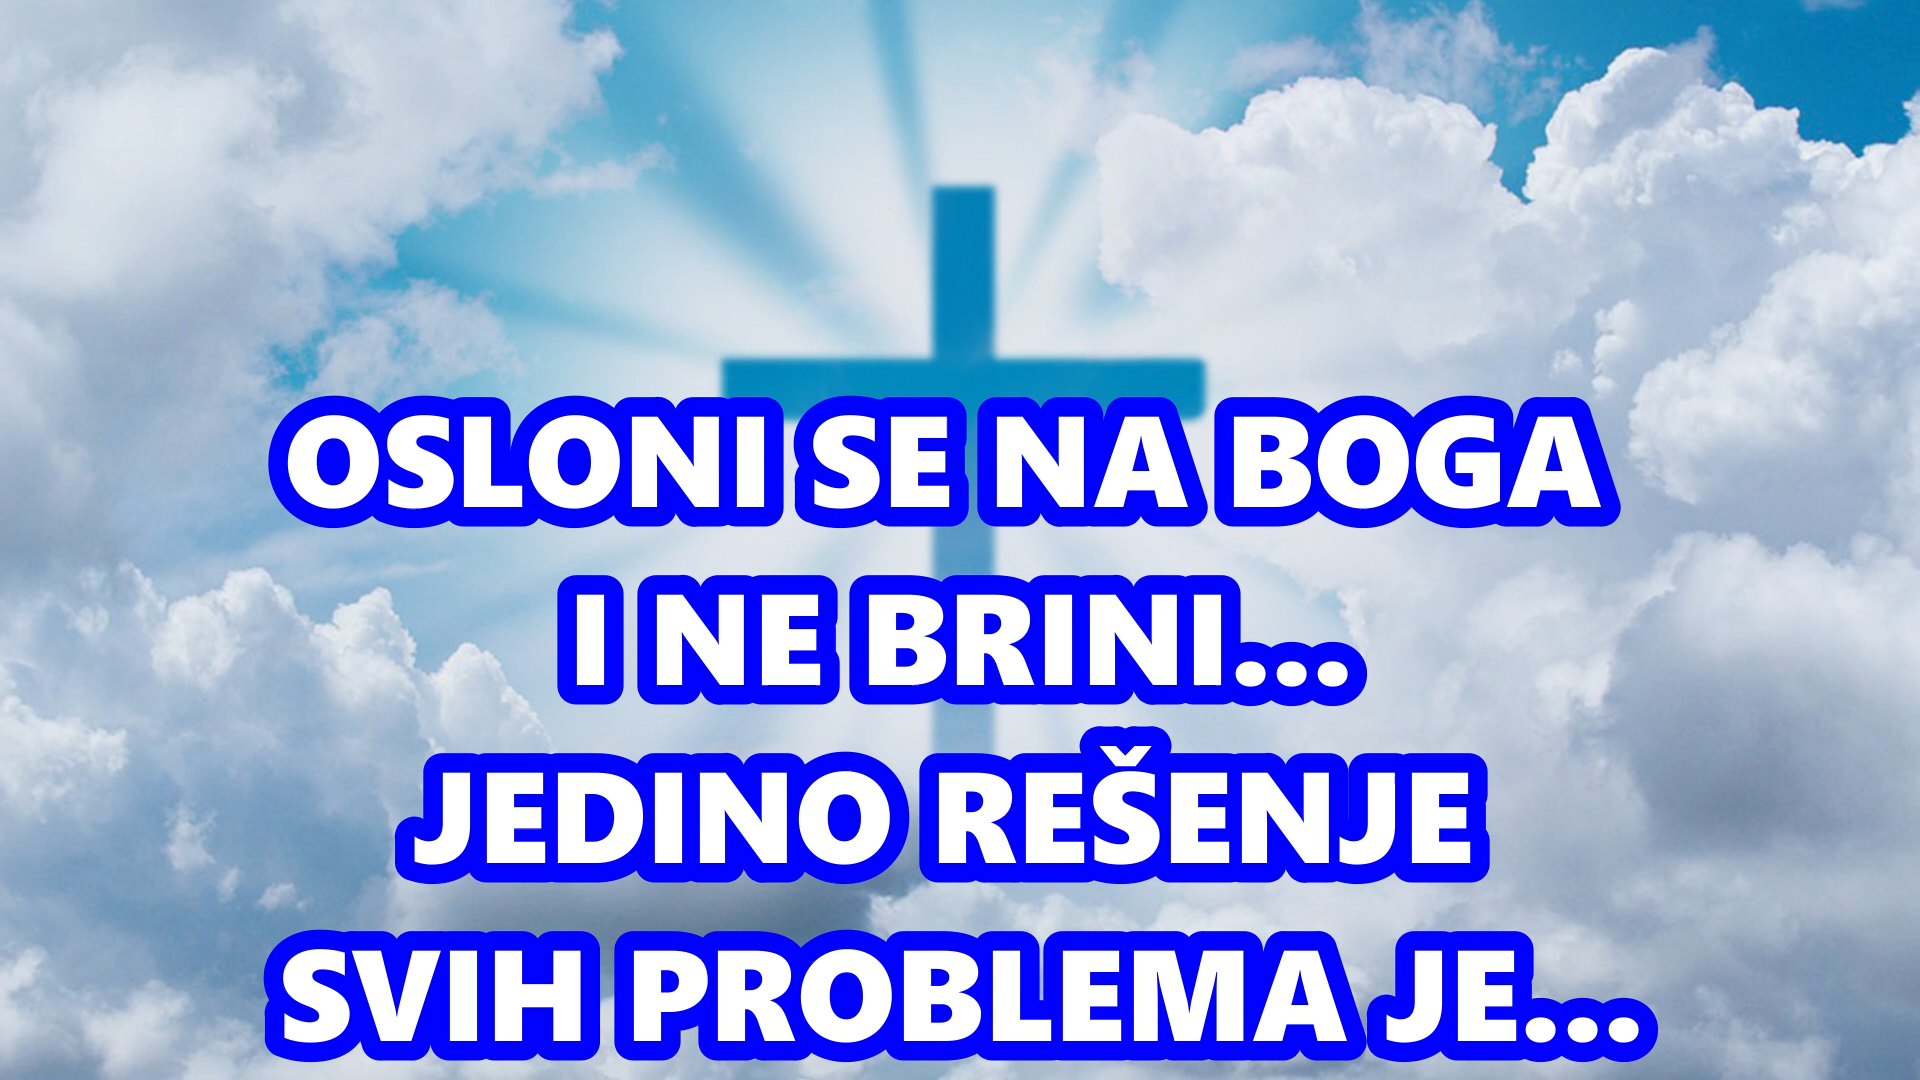 OSLONI SE NA BOGA
I NE BRINI...
JEDINO REŠENJE
SVIH PROBLEMA JE...